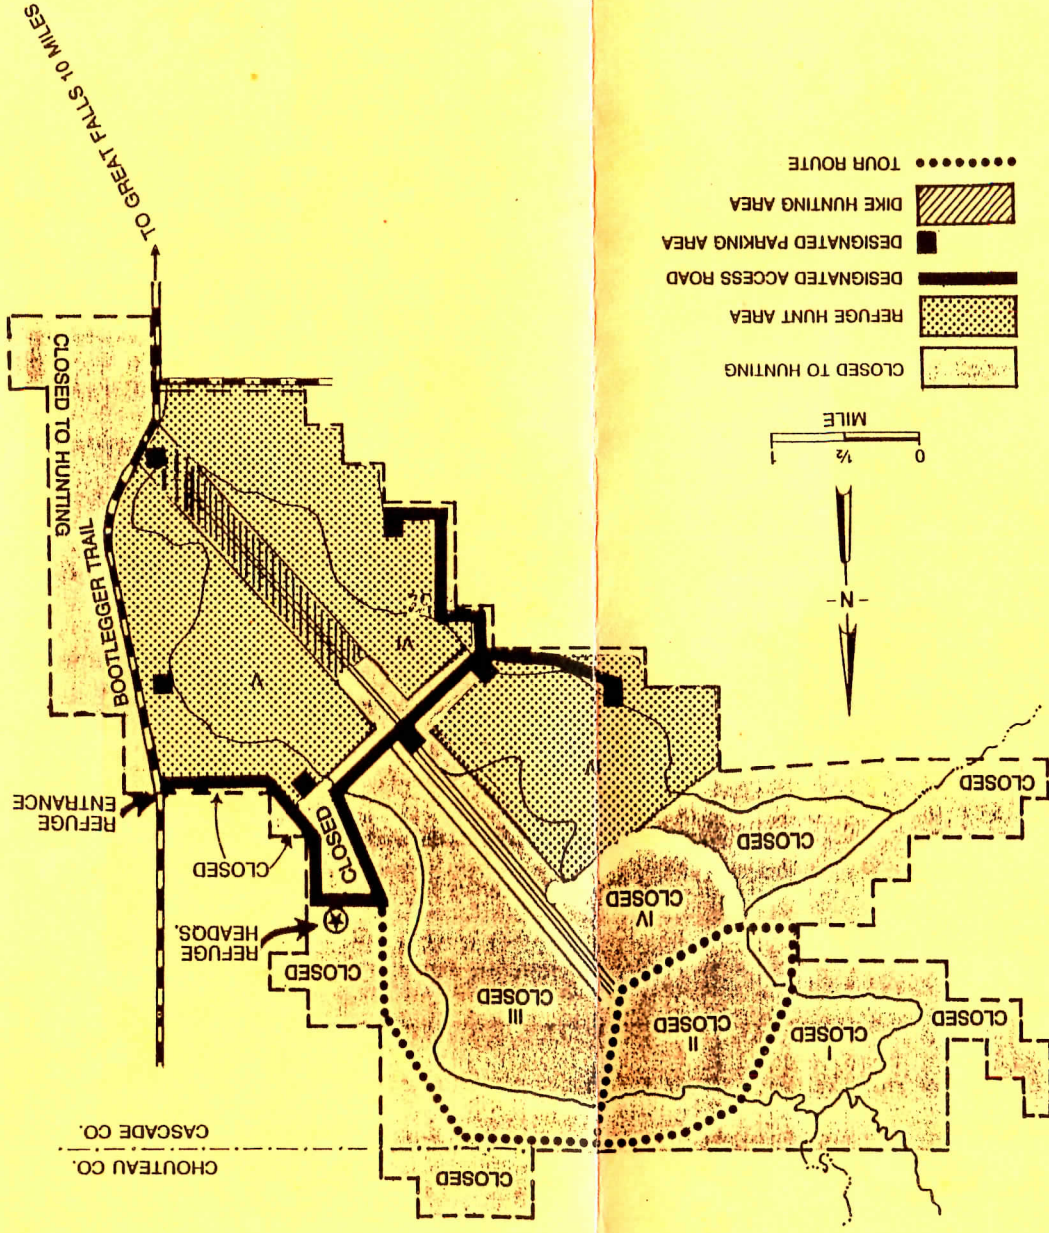 CHOUTEAU CO.
CASCADE CO.
CLOSED
I
CLOSED
II
CLOSED
III
CLOSED
CLOSED
CLOSED
REFUGE
HEADQS.
IV
CLOSED
CLOSED
CLOSED
CLOSED
CLOSED
REFUGE
ENTRANCE
V
V
VI
BOOTLEGGER TRAIL
CLOSED TO HUNTING
TO GREAT FALLS 10 MILES
N
0 ½ 1
MILE
CLOSED TO HUNTING
REFUGE HUNT AREA
DESIGNATED ACCESS ROAD
DESIGNATED PARKING AREA
DIKE HUNTING AREA
TOUR ROUTE